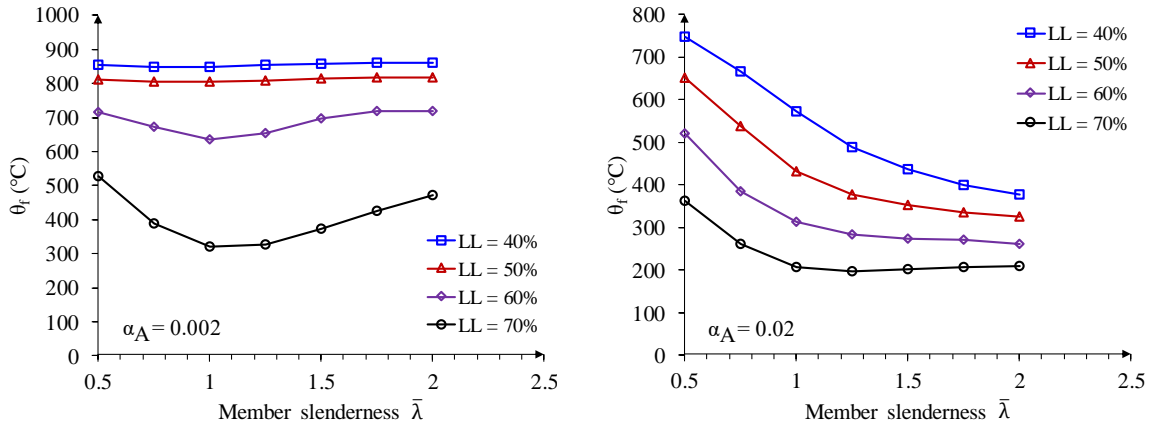 1000
900
800
700
600
500
400
300
200
100
0
θf (°C)
0.5 1 1.5 2 2.5
Member slenderness λ̄
LL = 40%
LL = 50%
LL = 60%
LL = 70%
αA = 0.002
800
700
600
500
400
300
200
100
0
θf (°C)
0.5 1 1.5 2 2.5
Member slenderness λ̄
LL = 40%
LL = 50%
LL = 60%
LL = 70%
αA = 0.02